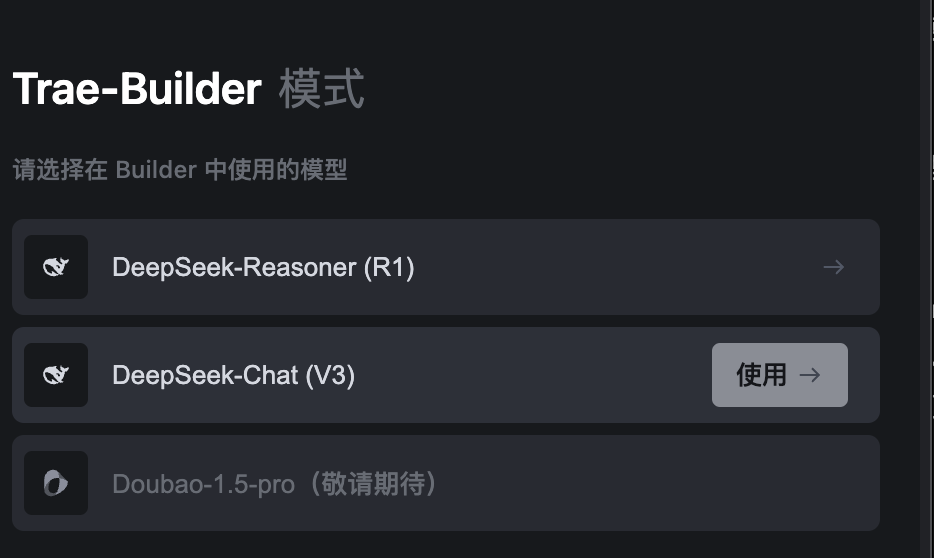 Trae-Builder 模式
请选择在 Builder 中使用的模型
DeepSeek-Reasoner (R1)
DeepSeek-Chat (V3)
使用
Doubao-1.5-pro（敬请期待）